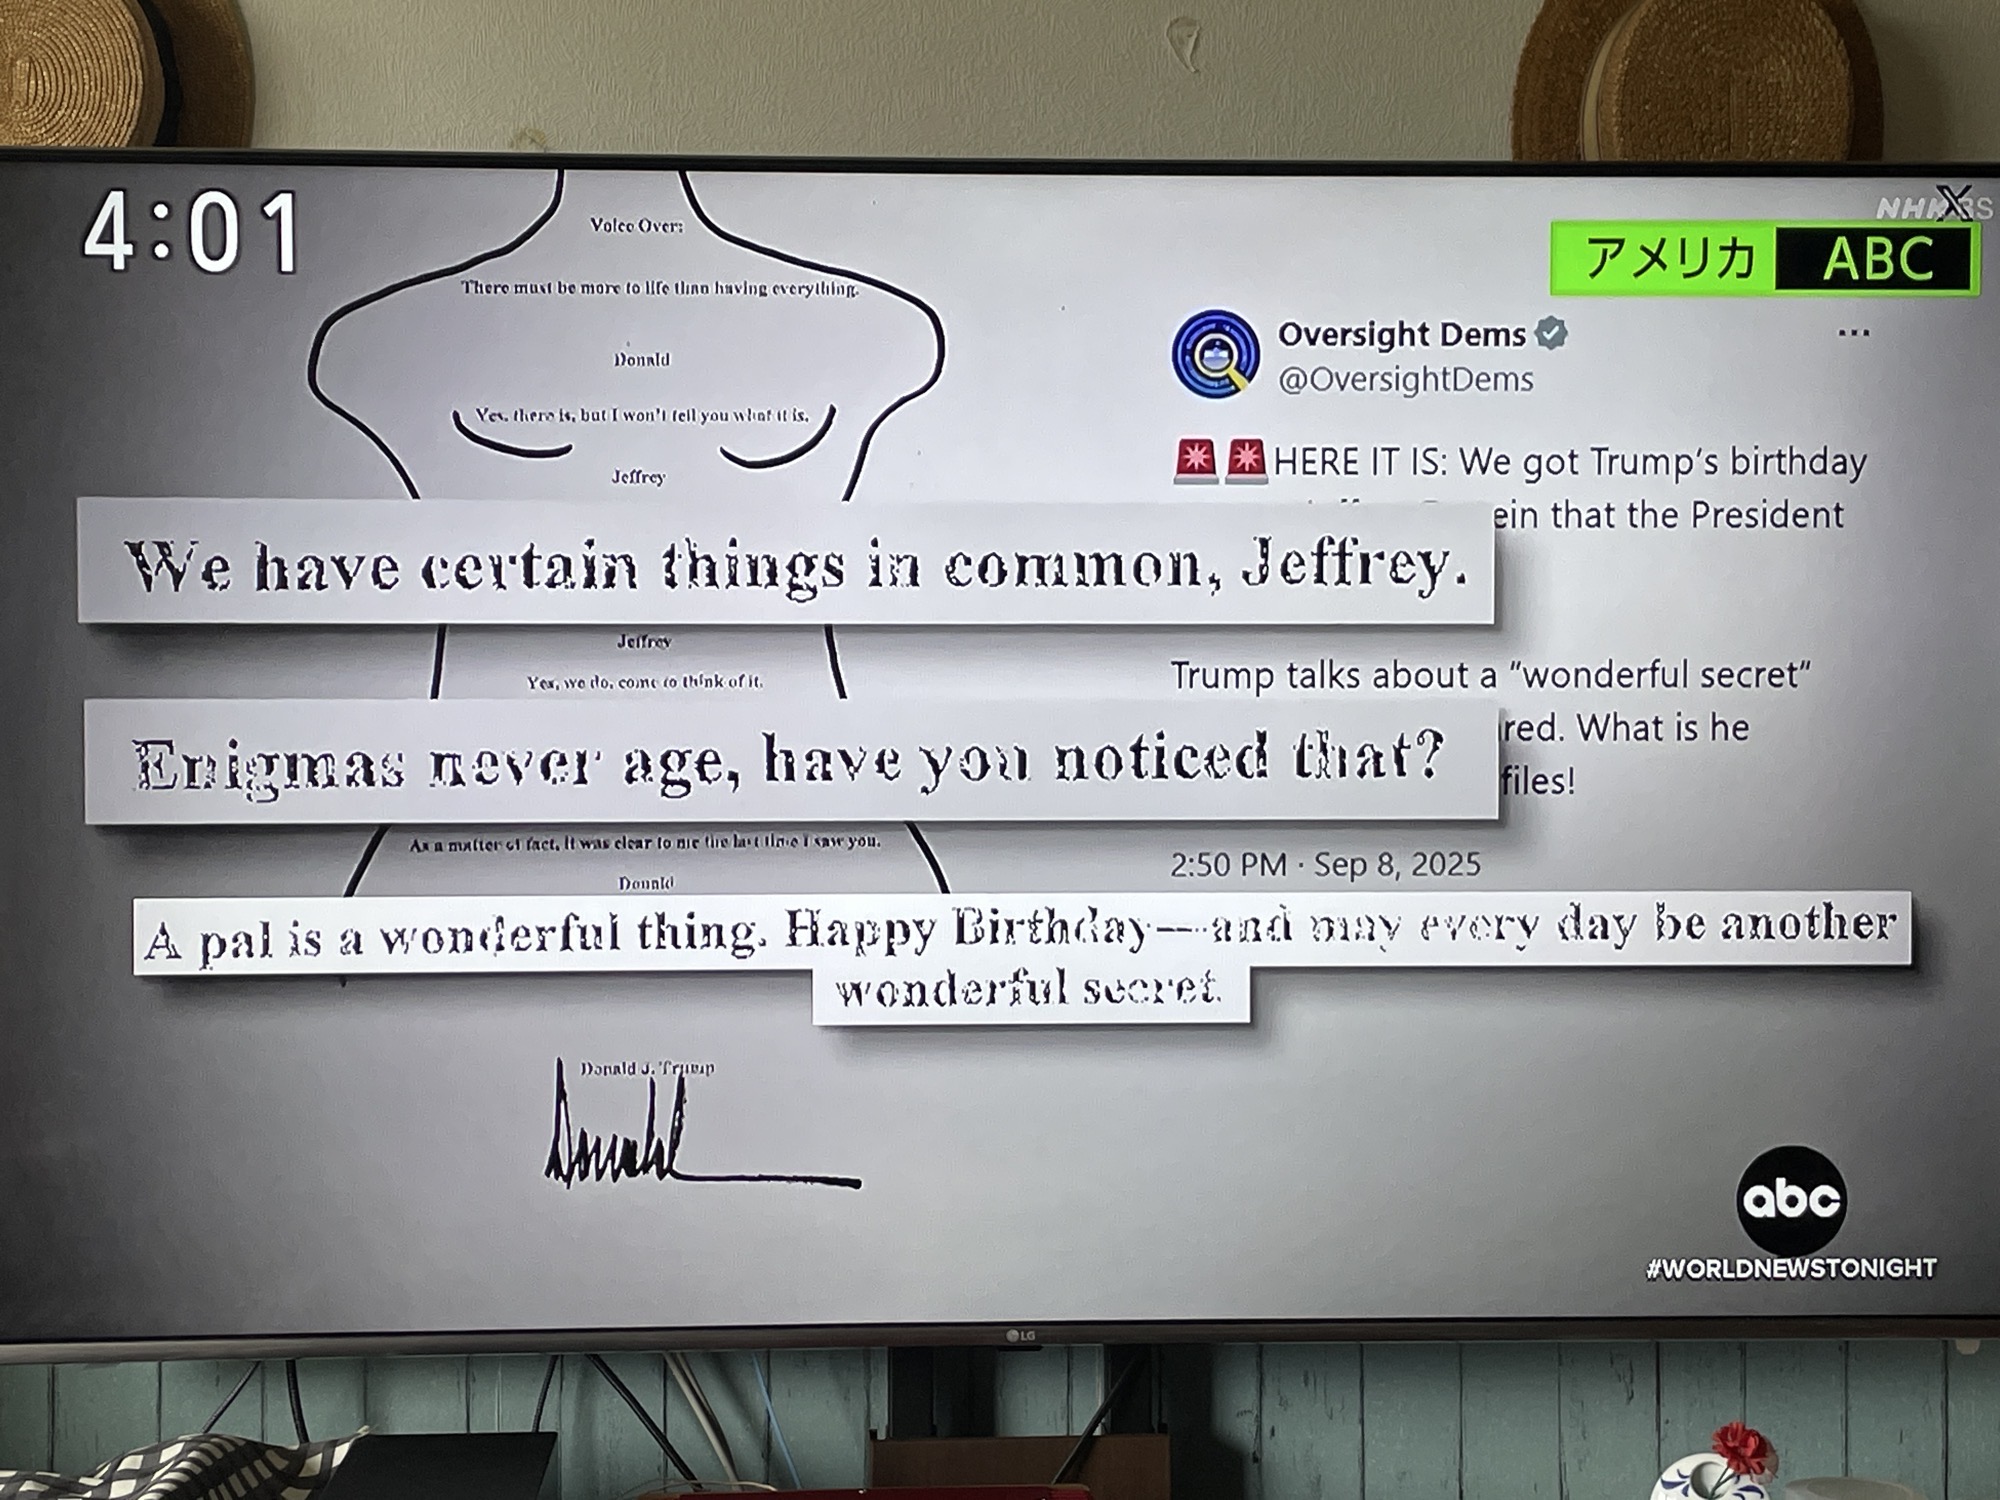 4:01
NHK BS
X
アメリカ ABC
Voice Over:
There must be more to life than having everything.
Donald
Yes, there is, but I won't tell you what it is.
Jeffrey
We have certain things in common, Jeffrey.
Jeffrey
Yes, we do, come to think of it.
Enigmas never age, have you noticed that?
As a matter of fact, it was clear to me the last time I saw you.
Donald
A pal is a wonderful thing. Happy Birthday — and may every day be another
wonderful secret.
Donald J. Trump
Donald
Oversight Dems
@OversightDems
HERE IT IS: We got Trump's birthday
ein that the President
Trump talks about a "wonderful secret"
red. What is he
files!
2:50 PM · Sep 8, 2025
abc
#WORLDNEWSTONIGHT
LG